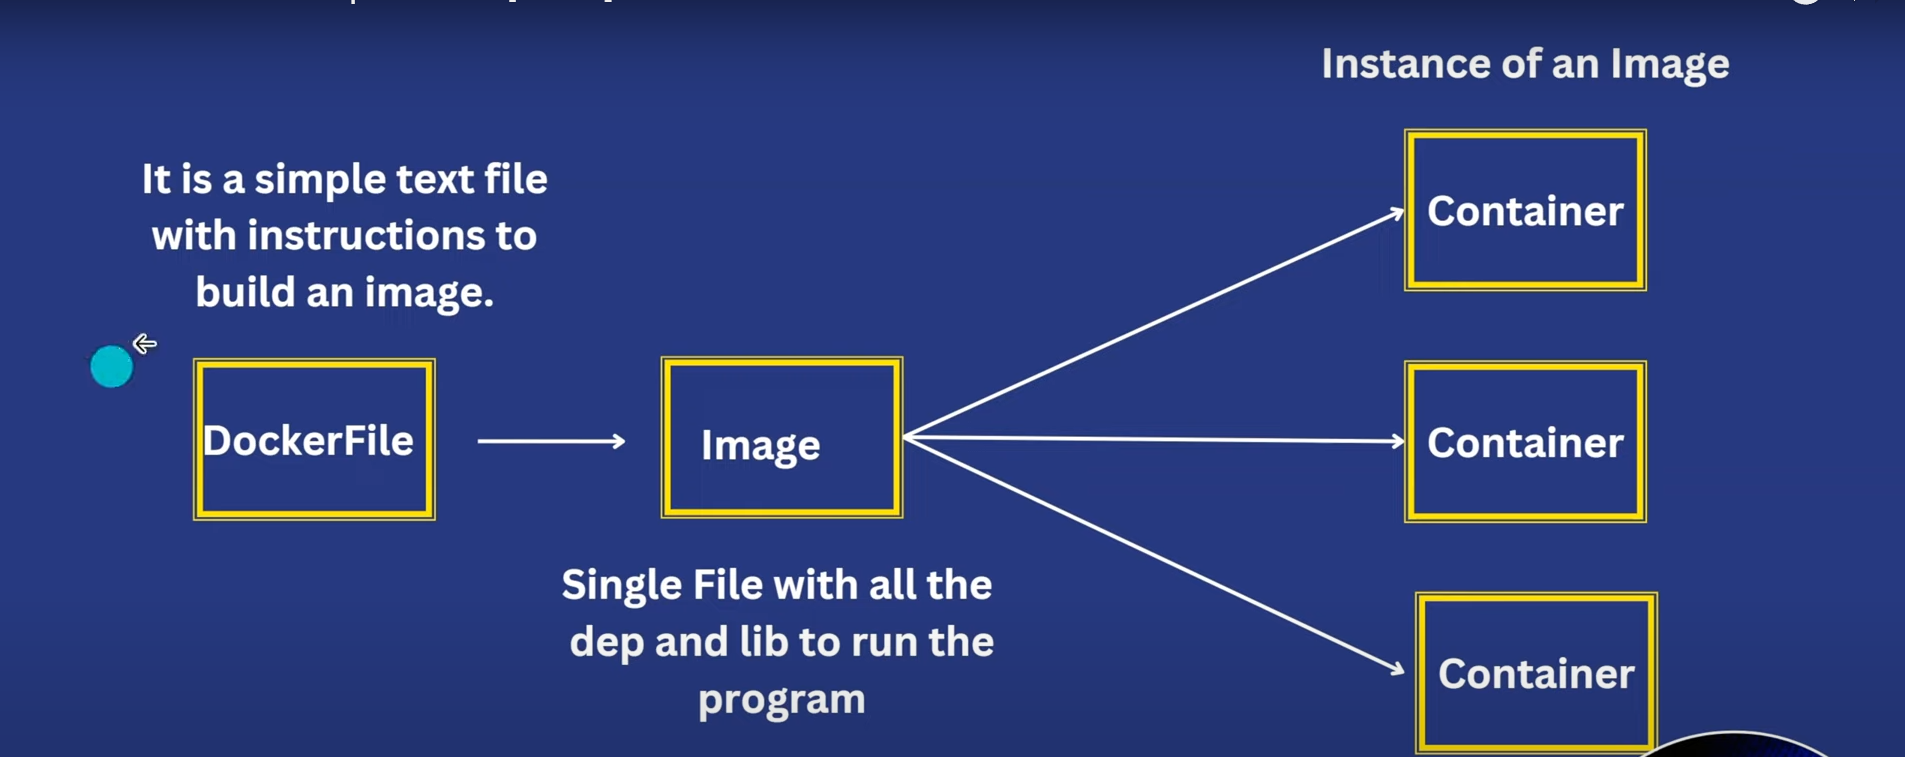 Instance of an Image
It is a simple text file
with instructions to
build an image.
Container
DockerFile
Image
Container
Single File with all the
dep and lib to run the
program
Container